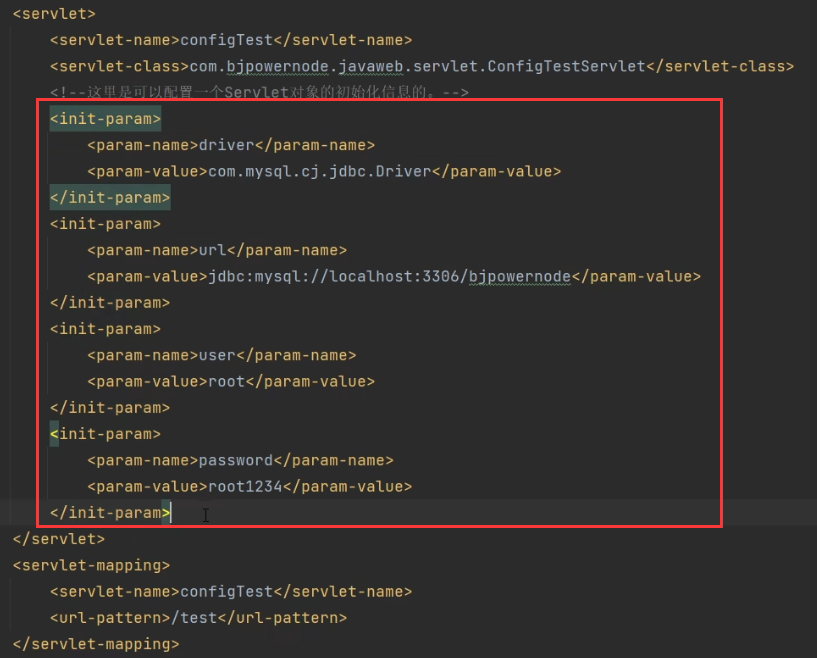 <servlet>
<servlet-name>configTest</servlet-name>
<servlet-class>com.bjpowernode.javaweb.servlet.ConfigTestServlet</servlet-class>
<!--这里是可以配置一个Servlet对象的初始化信息的。-->
<init-param>
<param-name>driver</param-name>
<param-value>com.mysql.cj.jdbc.Driver</param-value>
</init-param>
<init-param>
<param-name>url</param-name>
<param-value>jdbc:mysql://localhost:3306/bjpowernode</param-value>
</init-param>
<init-param>
<param-name>user</param-name>
<param-value>root</param-value>
</init-param>
<init-param>
<param-name>password</param-name>
<param-value>root1234</param-value>
</init-param>
</servlet>
<servlet-mapping>
<servlet-name>configTest</servlet-name>
<url-pattern>/test</url-pattern>
</servlet-mapping>